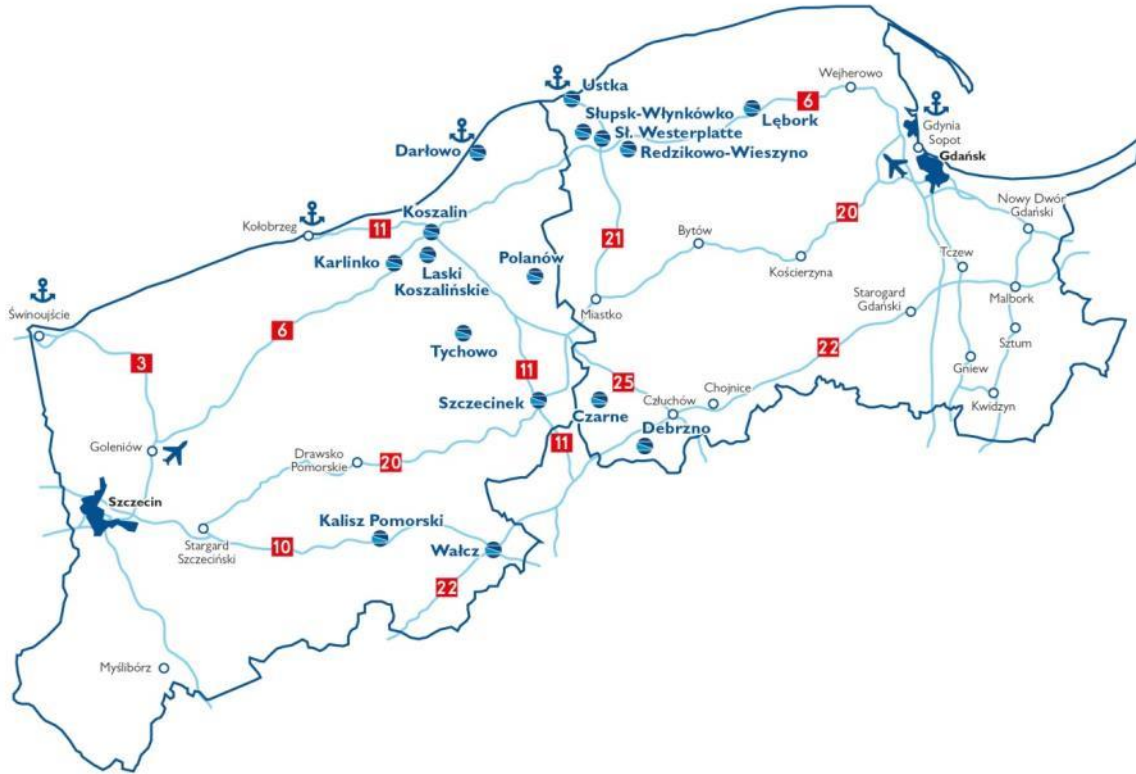 Wejherowo
Ustka
6
Słupsk-Włynkówko
Lębork
Sł. Westerplatte
Gdynia
Sopot
Darłowo
Redzikowo-Wieszyno
Gdańsk
Nowy Dwór
Gdański
Koszalin
20
Kołobrzeg
11
21
Bytów
Karlinko
Laski
Koszalińskie
Polanów
Kościerzyna
Tczew
Świnoujście
Miastko
Starogard
Gdański
Malbork
6
Tychowo
22
Sztum
3
11
25
Gniew
Szczecinek
Człuchów
Chojnice
Kwidzyn
Czarne
Debrzno
Goleniów
11
Drawsko
Pomorskie
20
Szczecin
Kalisz Pomorski
Stargard
Szczeciński
10
Wałcz
22
Myślibórz